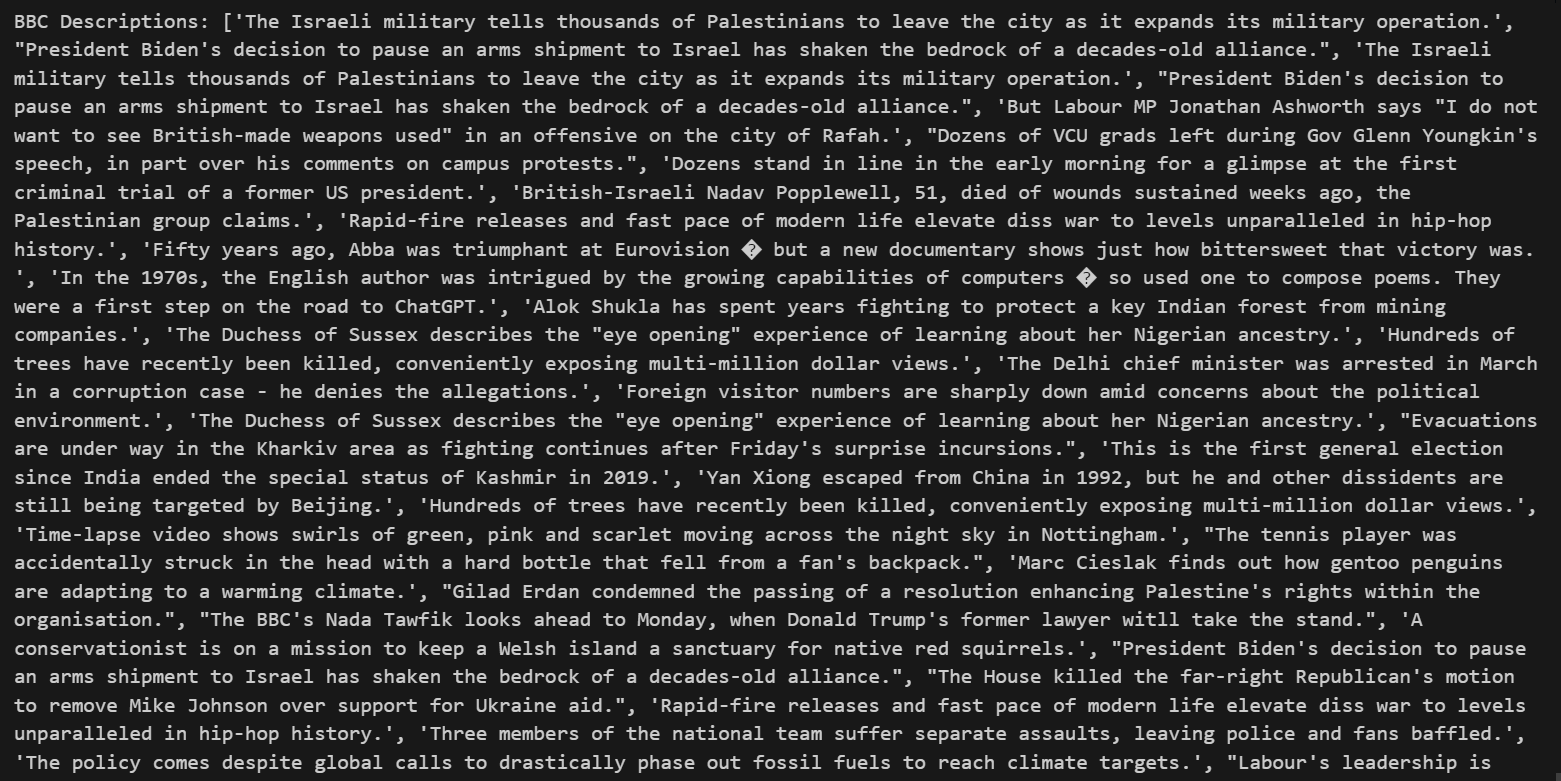 BBC Descriptions: ['The Israeli military tells thousands of Palestinians to leave the city as it expands its military operation.',
"President Biden's decision to pause an arms shipment to Israel has shaken the bedrock of a decades-old alliance.", 'The Israeli
military tells thousands of Palestinians to leave the city as it expands its military operation.', "President Biden's decision to
pause an arms shipment to Israel has shaken the bedrock of a decades-old alliance.", 'But Labour MP Jonathan Ashworth says "I do not
want to see British-made weapons used" in an offensive on the city of Rafah.', "Dozens of VCU grads left during Gov Glenn Youngkin's
speech, in part over his comments on campus protests.", 'Dozens stand in line in the early morning for a glimpse at the first
criminal trial of a former US president.', 'British-Israeli Nadav Popplewell, 51, died of wounds sustained weeks ago, the
Palestinian group claims.', 'Rapid-fire releases and fast pace of modern life elevate diss war to levels unparalleled in hip-hop
history.', 'Fifty years ago, Abba was triumphant at Eurovision � but a new documentary shows just how bittersweet that victory was.
', 'In the 1970s, the English author was intrigued by the growing capabilities of computers � so used one to compose poems. They
were a first step on the road to ChatGPT.', 'Alok Shukla has spent years fighting to protect a key Indian forest from mining
companies.', 'The Duchess of Sussex describes the "eye opening" experience of learning about her Nigerian ancestry.', 'Hundreds of
trees have recently been killed, conveniently exposing multi-million dollar views.', 'The Delhi chief minister was arrested in March
in a corruption case - he denies the allegations.', 'Foreign visitor numbers are sharply down amid concerns about the political
environment.', 'The Duchess of Sussex describes the "eye opening" experience of learning about her Nigerian ancestry.', "Evacuations
are under way in the Kharkiv area as fighting continues after Friday's surprise incursions.", 'This is the first general election
since India ended the special status of Kashmir in 2019.', 'Yan Xiong escaped from China in 1992, but he and other dissidents are
still being targeted by Beijing.', 'Hundreds of trees have recently been killed, conveniently exposing multi-million dollar views.',
'Time-lapse video shows swirls of green, pink and scarlet moving across the night sky in Nottingham.', "The tennis player was
accidentally struck in the head with a hard bottle that fell from a fan's backpack.", 'Marc Cieslak finds out how gentoo penguins
are adapting to a warming climate.', "Gilad Erdan condemned the passing of a resolution enhancing Palestine's rights within the
organisation.", "The BBC's Nada Tawfik looks ahead to Monday, when Donald Trump's former lawyer witll take the stand.", 'A
conservationist is on a mission to keep a Welsh island a sanctuary for native red squirrels.', "President Biden's decision to pause
an arms shipment to Israel has shaken the bedrock of a decades-old alliance.", "The House killed the far-right Republican's motion
to remove Mike Johnson over support for Ukraine aid.", 'Rapid-fire releases and fast pace of modern life elevate diss war to levels
unparalleled in hip-hop history.', 'Three members of the national team suffer separate assaults, leaving police and fans baffled.',
'The policy comes despite global calls to drastically phase out fossil fuels to reach climate targets.', "Labour's leadership is